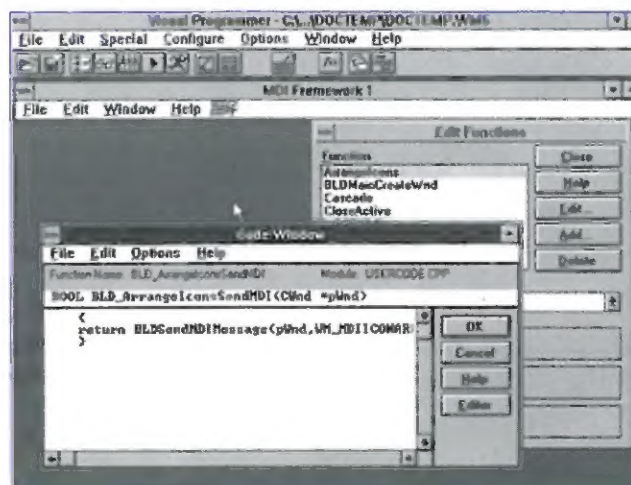 Visual Programmer - C:\...\DOCTEMP\DOCTEMP.WMS
File Edit Special Configure Options Window Help
MDI Framework 1
File Edit Window Help
Edit Functions
Function
ArrangeIcons
BLDMainCreateWnd
Cascade
CloseActive
Close
Help
Edit...
Add...
Delete
Code Window
File Edit Options Help
Function Name: BLD_ArrangeIconsSendMDI Module: USERCODE.CPP
BOOL BLD_ArrangeIconsSendMDI(CWnd *pWnd)
{
return BLDSendMDIMessage(pWnd,WM_MDIICONAR
}
OK
Cancel
Help
Editor